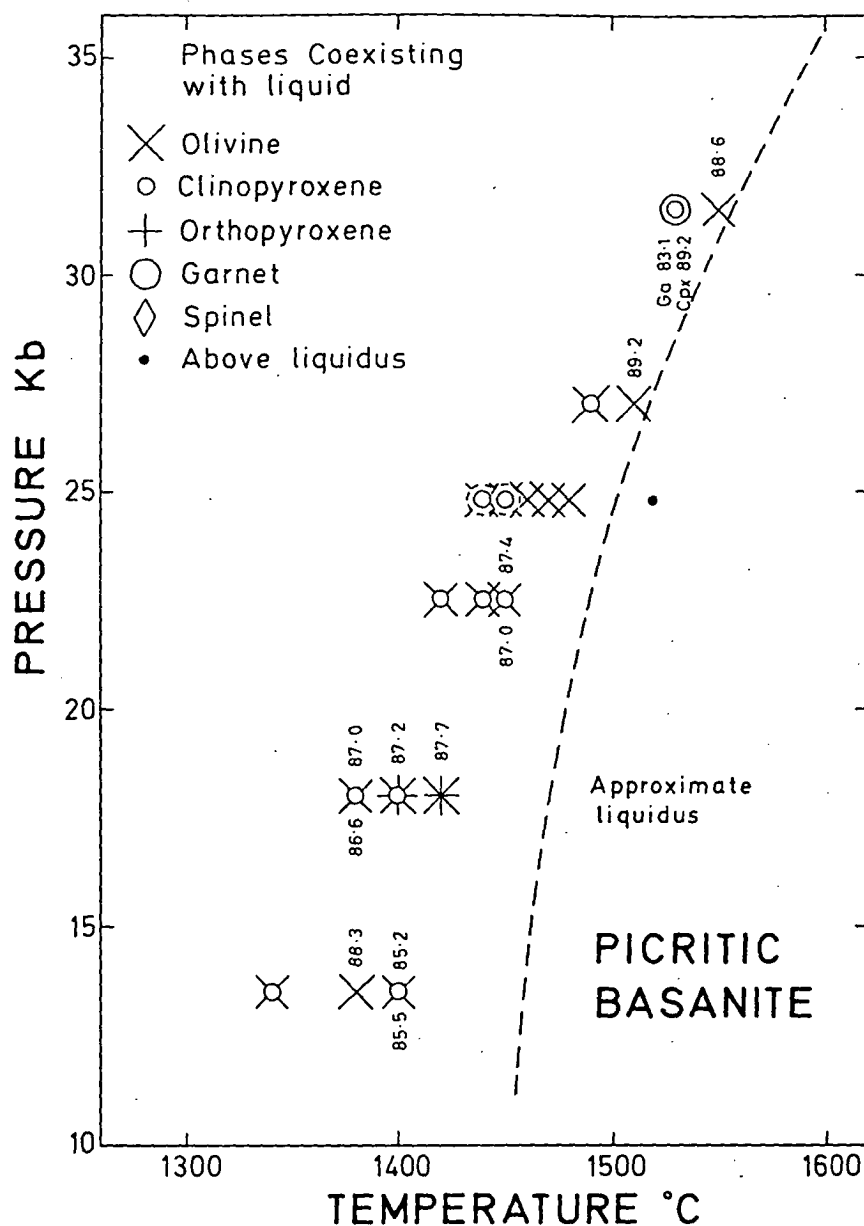 Phases Coexisting
with liquid
Olivine
Clinopyroxene
Orthopyroxene
Garnet
Spinel
Above liquidus
35
30
25
20
15
10
PRESSURE Kb
88·6
Ga 83·1
Cpx 89·2
89·2
87·4
87·0
87·0
87·2
87·7
86·6
Approximate
liquidus
88·3
85·2
85·5
PICRITIC
BASANITE
1300
1400
1500
1600
TEMPERATURE °C